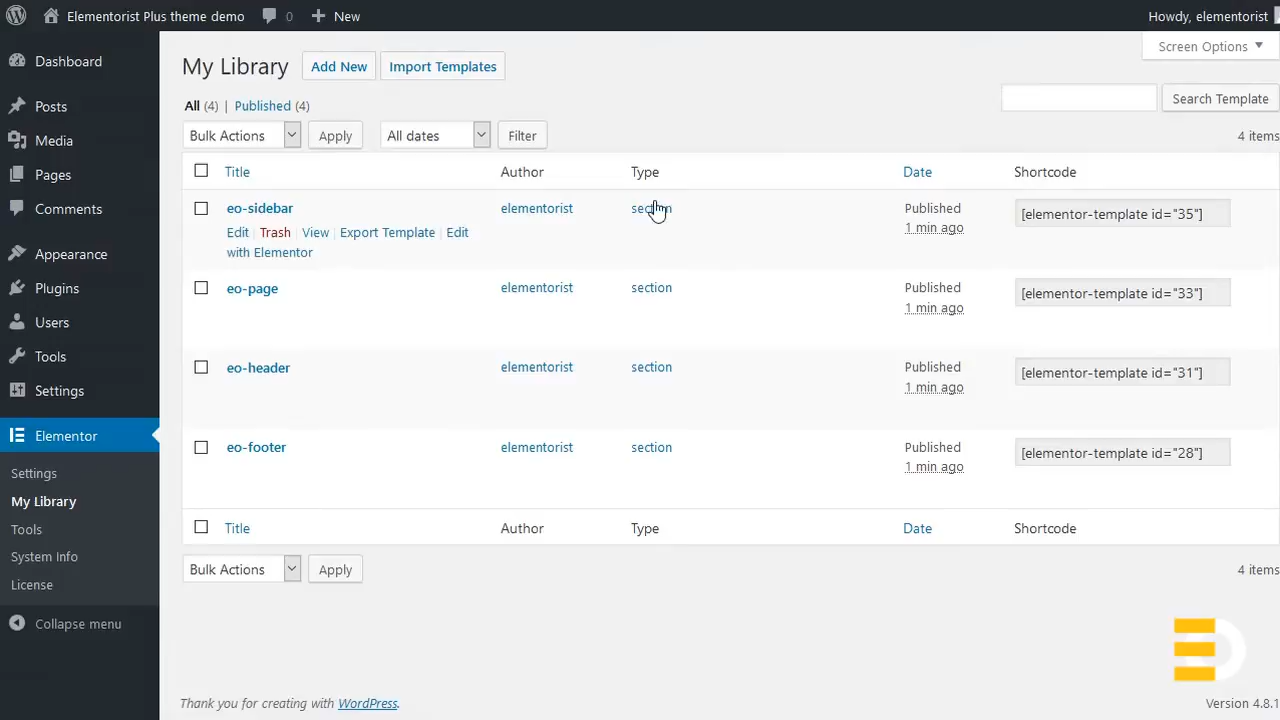 Elementorist Plus theme demo 0 New Howdy, elementorist
Screen Options
Dashboard
Posts
Media
Pages
Comments
Appearance
Plugins
Users
Tools
Settings
Elementor
Settings
My Library
Tools
System Info
License
Collapse menu
My Library Add New Import Templates
All (4) | Published (4)
Search Template
Bulk Actions Apply All dates Filter 4 items
Title Author Type Date Shortcode
eo-sidebar elementorist section Published [elementor-template id="35"]
1 min ago
Edit | Trash | View | Export Template | Edit
with Elementor
eo-page elementorist section Published [elementor-template id="33"]
1 min ago
eo-header elementorist section Published [elementor-template id="31"]
1 min ago
eo-footer elementorist section Published [elementor-template id="28"]
1 min ago
Title Author Type Date Shortcode
Bulk Actions Apply 4 items
Thank you for creating with WordPress. Version 4.8.1